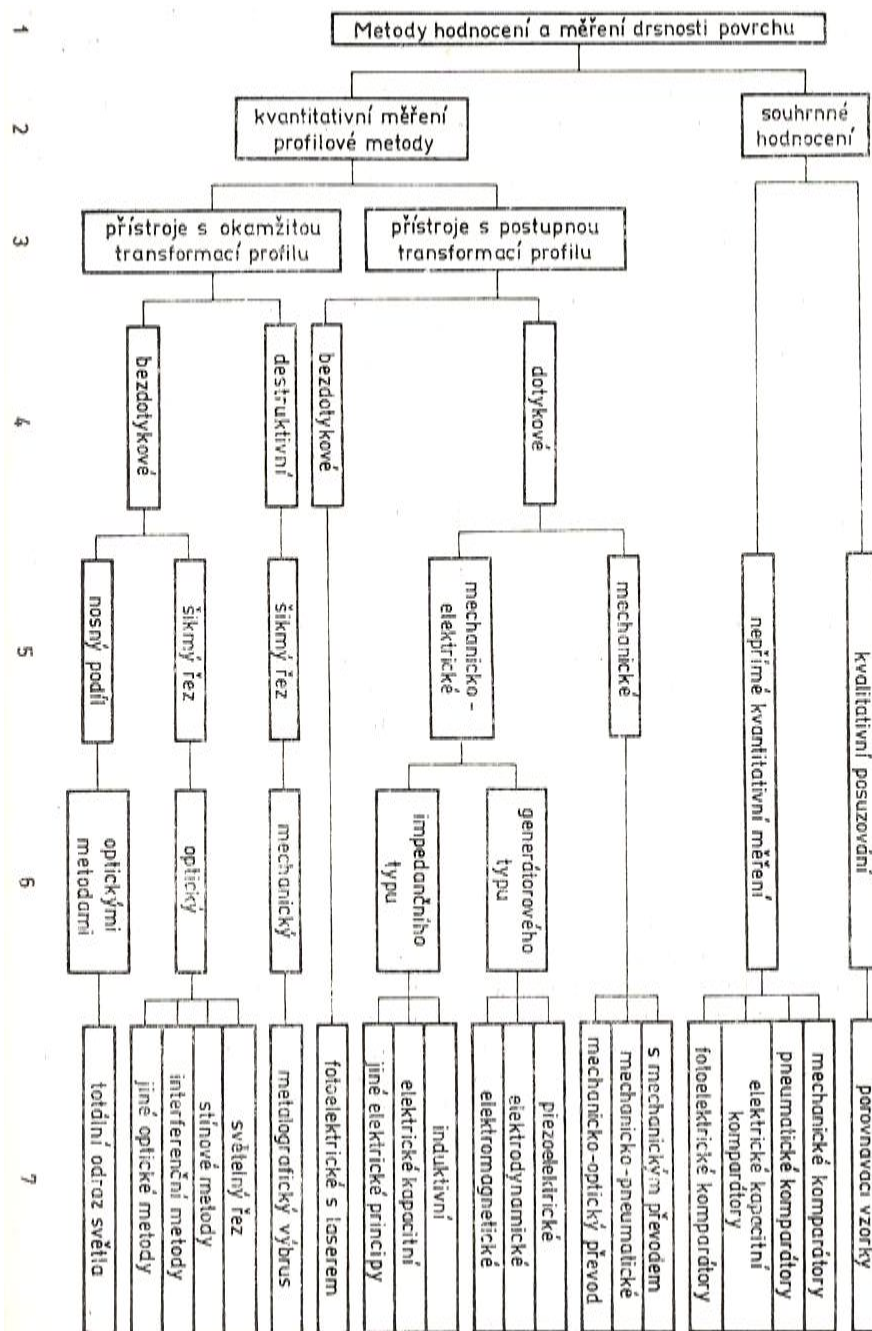 1
Metody hodnocení a měření drsnosti povrchu
2
kvantitativní měření
profilové metody
souhrnné
hodnocení
3
přístroje s okamžitou
transformací profilu
přístroje s postupnou
transformací profilu
4
bezdotykové
destruktivní
bezdotykové
dotykové
5
nosný podíl
šikmý řez
šikmý řez
mechanicko-
elektrické
mechanické
nepřímé kvantitativní měření
kvalitativní posuzování
6
optickými
metodami
optický
mechanický
impedančního
typu
generátorového
typu
7
totální odraz světla
jiné optické metody
interferenční metody
stínové metody
světelný řez
metalografický výbrus
fotoelektrické s laserem
jiné elektrické principy
elektrické kapacitní
induktivní
elektromagnetické
elektrodynamické
piezoelektrické
mechanicko-optický převod
mechanicko-pneumatické
s mechanickým převodem
fotoelektrické komparátory
elektrické kapacitní
komparátory
pneumatické komparátory
mechanické komparátory
porovnavací vzorky